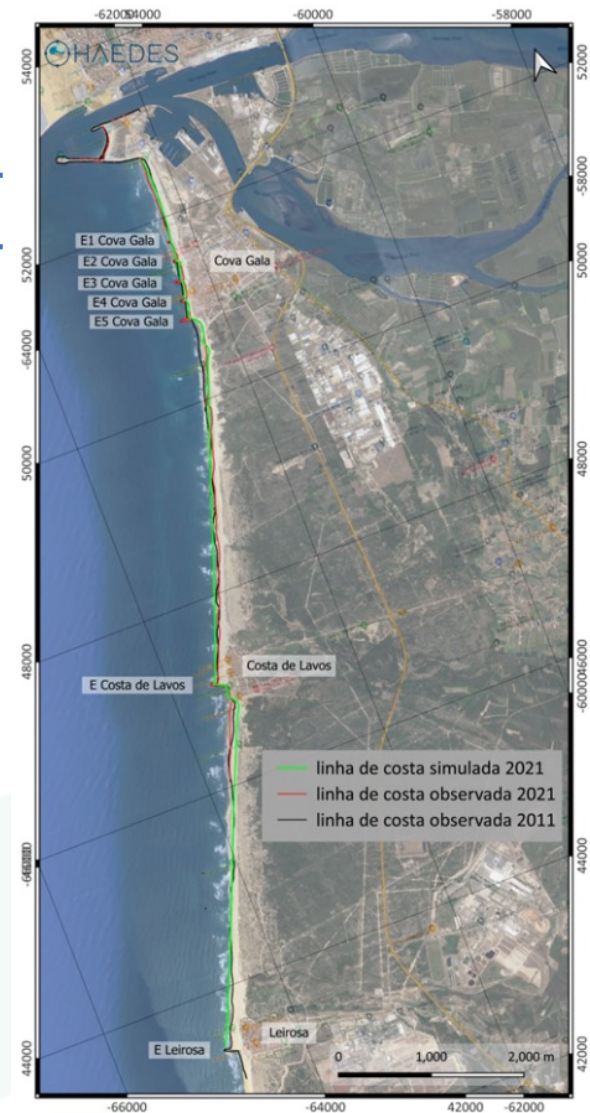 -62000
-64000
-60000
-58000
HAEDES
54000
52000
E1 Cova Gala
E2 Cova Gala
E3 Cova Gala
E4 Cova Gala
E5 Cova Gala
Cova Gala
-58000
52000
50000
-64000
50000
48000
48000
46000
-60000
Costa de Lavos
E Costa de Lavos
linha de costa simulada 2021
linha de costa observada 2021
linha de costa observada 2011
44000
Leirosa
E Leirosa
0 1,000 2,000 m
44000
42000
-66000
-64000
42000
-62000